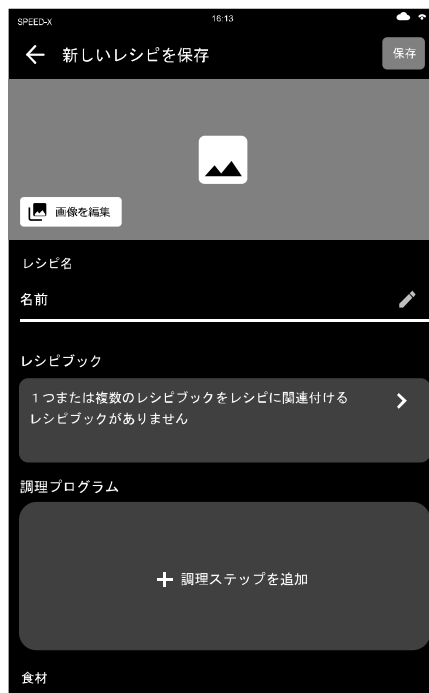 SPEED-X
16:13
新しいレシピを保存
保存
画像を編集
レシピ名
名前
レシピブック
1つまたは複数のレシピブックをレシピに関連付ける
レシピブックがありません
調理プログラム
調理ステップを追加
食材